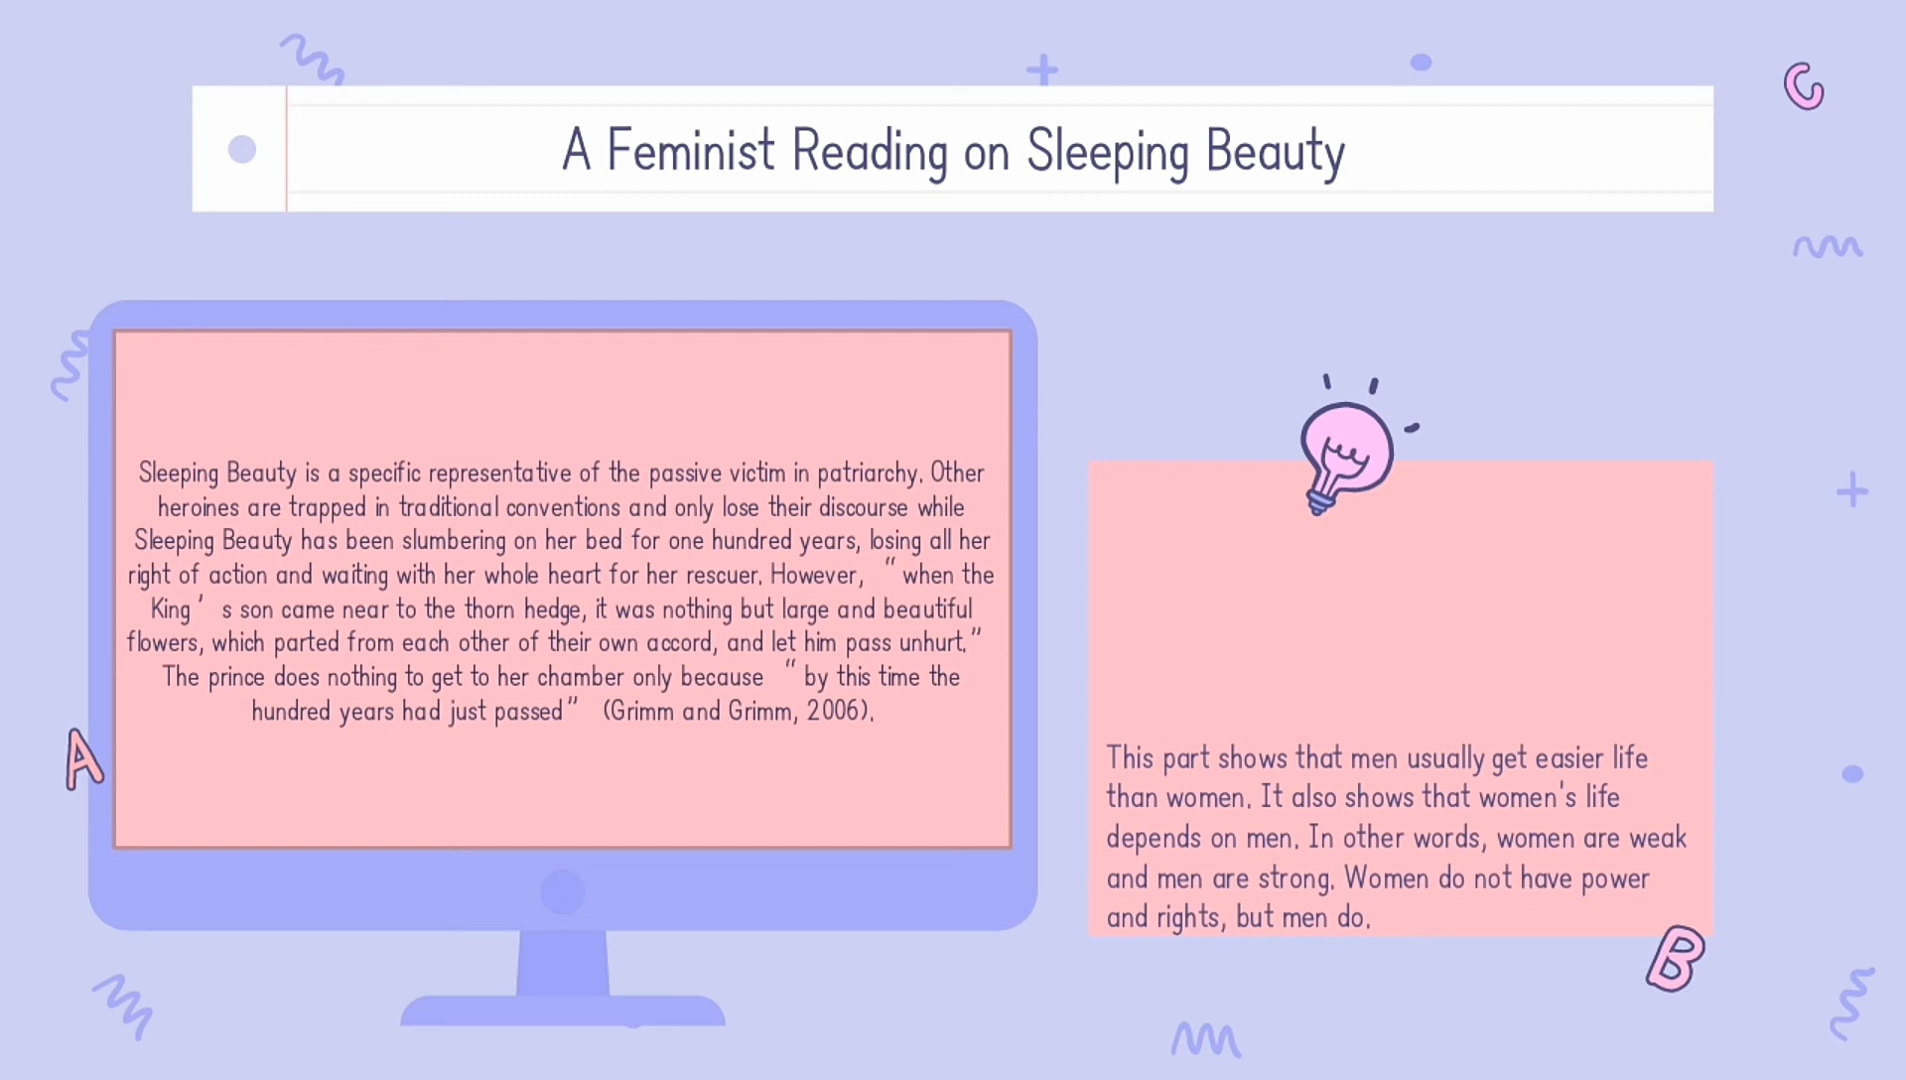 C
A Feminist Reading on Sleeping Beauty
Sleeping Beauty is a specific representative of the passive victim in patriarchy. Other
heroines are trapped in traditional conventions and only lose their discourse while
Sleeping Beauty has been slumbering on her bed for one hundred years, losing all her
right of action and waiting with her whole heart for her rescuer. However, “when the
King’s son came near to the thorn hedge, it was nothing but large and beautiful
flowers, which parted from each other of their own accord, and let him pass unhurt.”
The prince does nothing to get to her chamber only because “by this time the
hundred years had just passed” (Grimm and Grimm, 2006).
A
This part shows that men usually get easier life
than women. It also shows that women's life
depends on men. In other words, women are weak
and men are strong. Women do not have power
and rights, but men do.
B